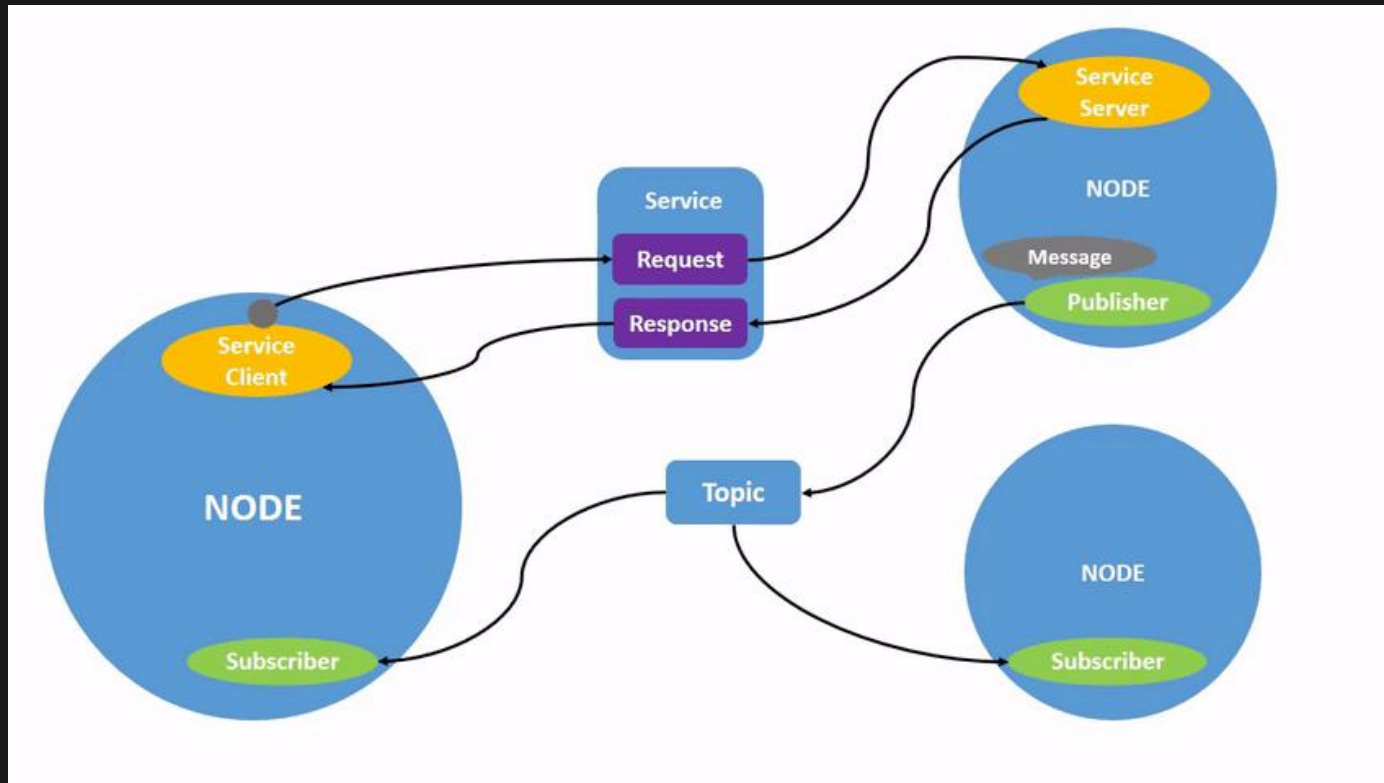 Service
Server
NODE
Message
Publisher
Service
Request
Response
Service
Client
NODE
Subscriber
Topic
NODE
Subscriber